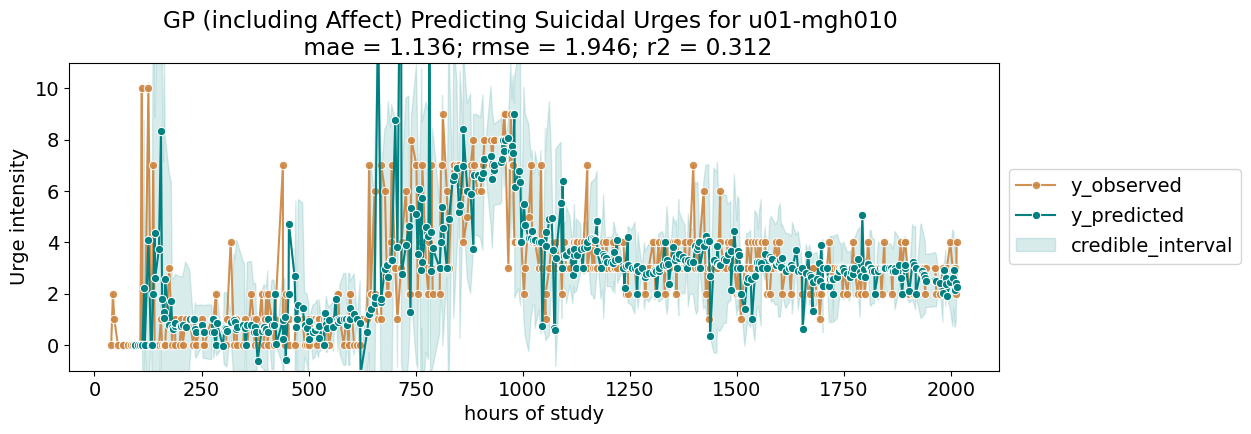 GP (including Affect) Predicting Suicidal Urges for u01-mgh010
mae = 1.136; rmse = 1.946; r2 = 0.312
Urge intensity
10
8
6
4
2
0
0 250 500 750 1000 1250 1500 1750 2000
hours of study
y_observed
y_predicted
credible_interval